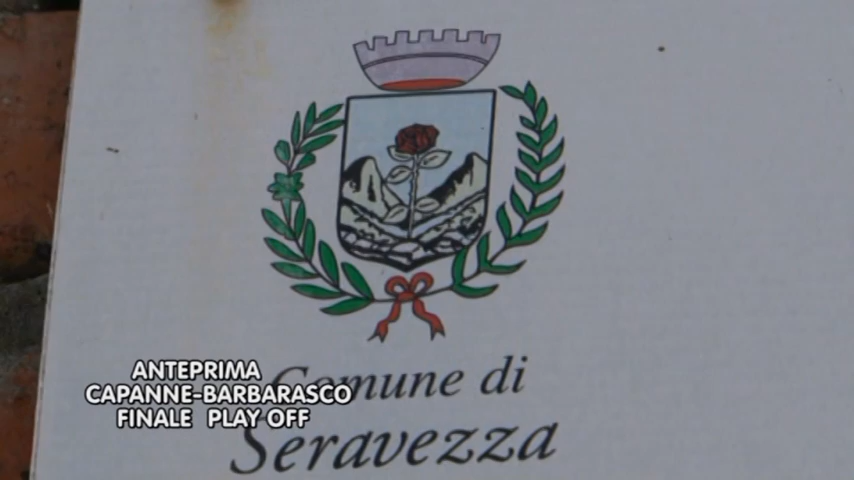 Comune di
Seravezza
ANTEPRIMA
CAPANNE-BARBARASCO
FINALE PLAY OFF